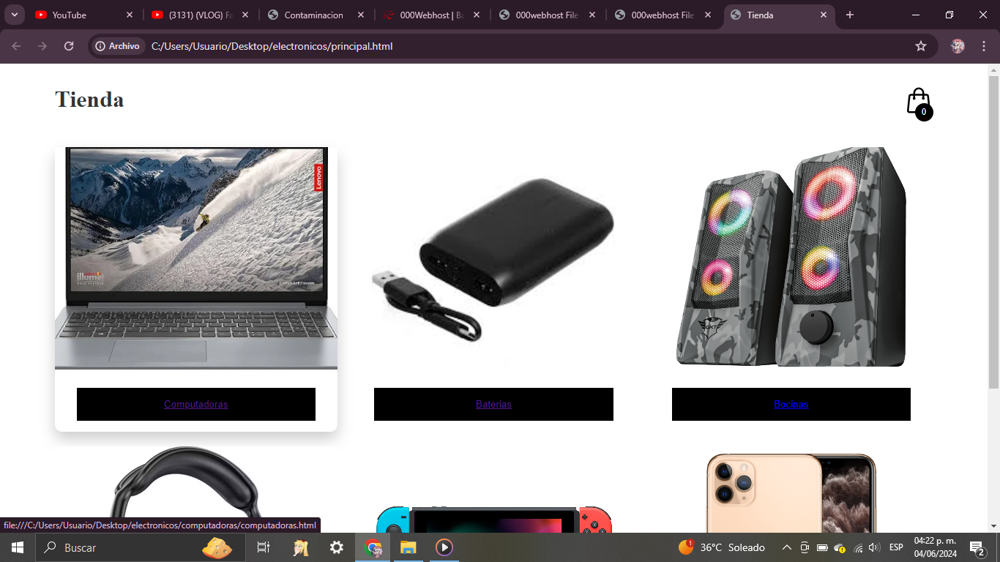 YouTube
(3131) (VLOG) Fa
Contaminacion
000Webhost | Ba
000webhost File
000webhost File
Tienda
Archivo
C:/Users/Usuario/Desktop/electronicos/principal.html
Tienda
0
Lenovo
illume
Computadoras
Baterias
Bocinas
file:///C:/Users/Usuario/Desktop/electronicos/computadoras/computadoras.html
Buscar
1
36°C Soleado
ESP
04:22 p. m.
04/06/2024
2